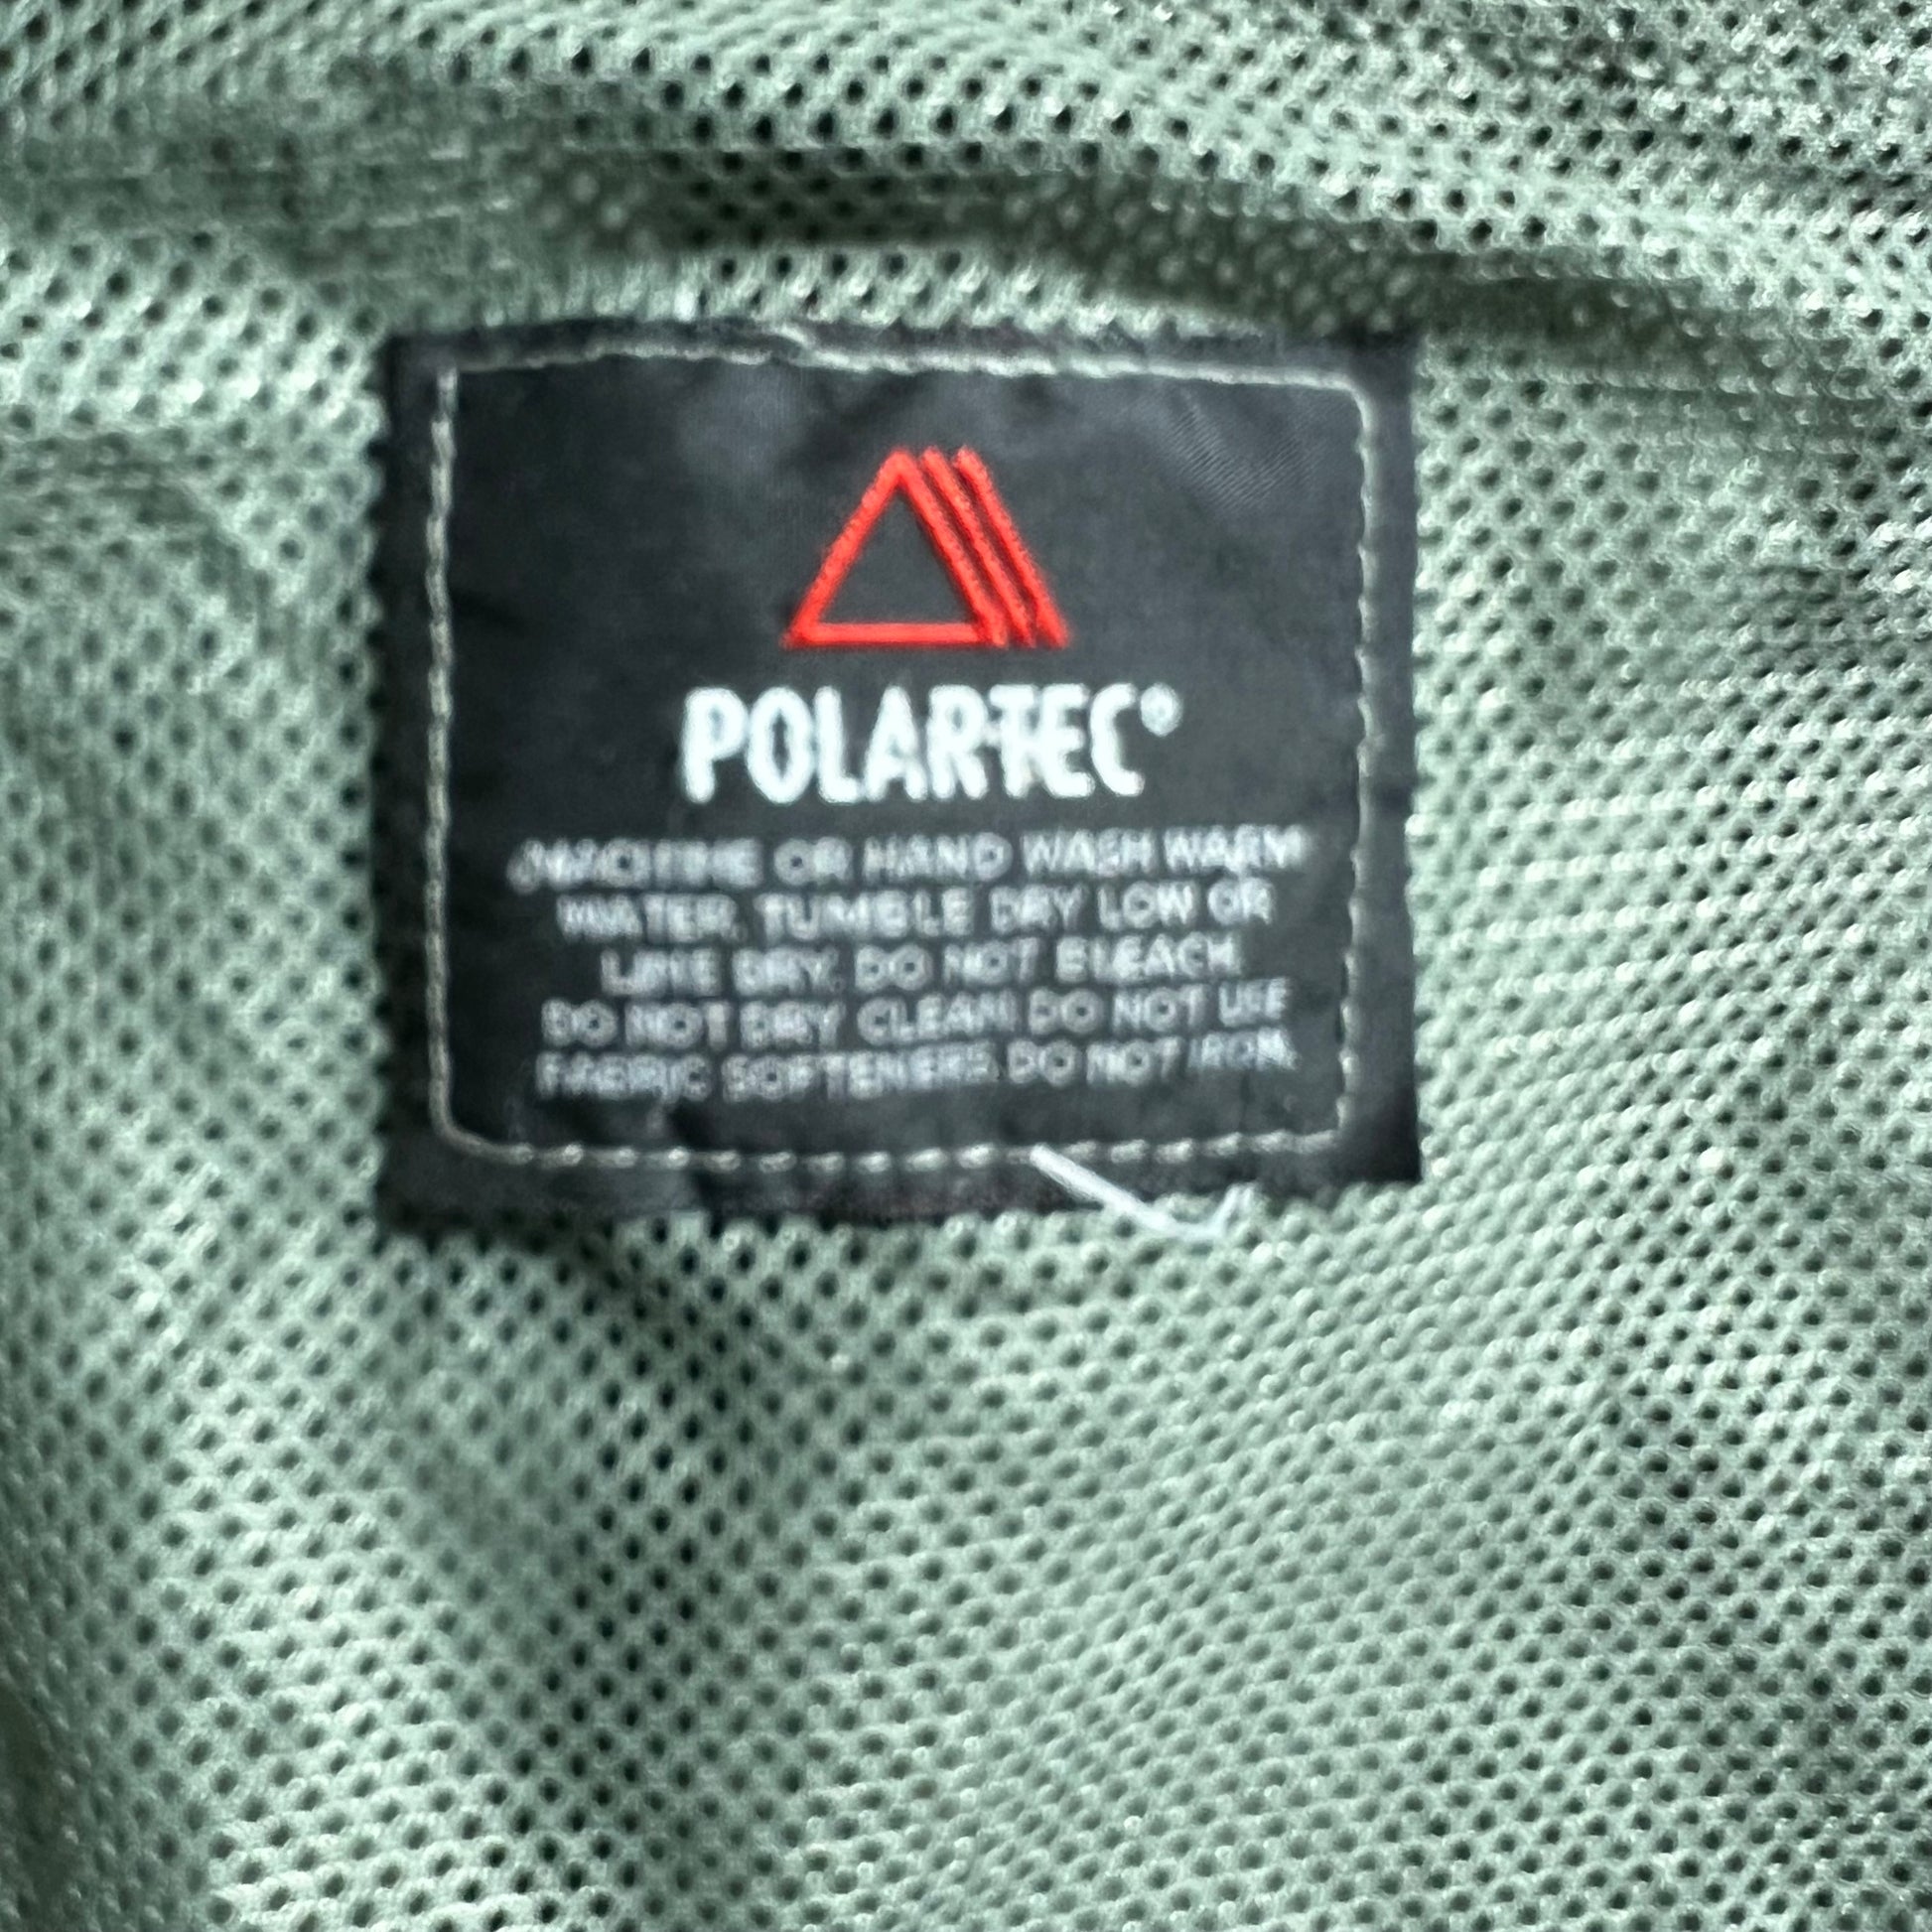 POLARTEC®
MACHINE OR HAND WASH WARM
WATER. TUMBLE DRY LOW OR
LINE DRY. DO NOT BLEACH
DO NOT DRY CLEAN DO NOT USE
FABRIC SOFTENERS. DO NOT IRON.